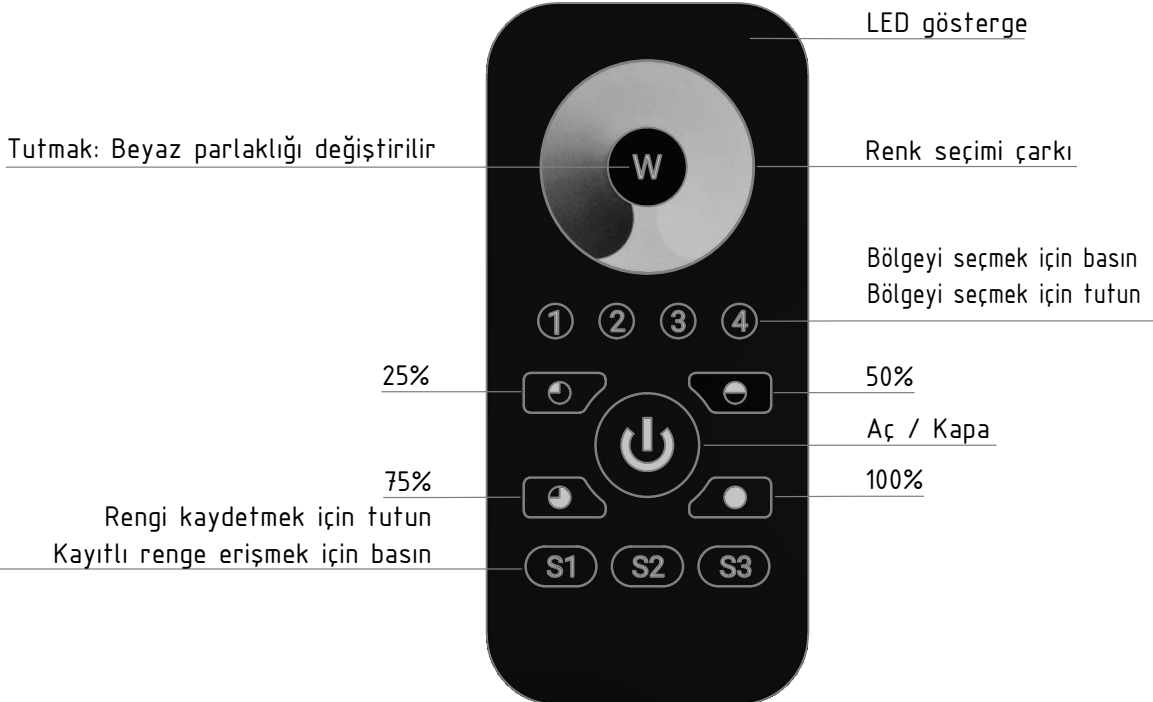 LED gösterge
Tutmak: Beyaz parlaklığı değiştirilir
W
Renk seçimi çarkı
Bölgeyi seçmek için basın
Bölgeyi seçmek için tutun
1 2 3 4
25%
50%
Aç / Kapa
75%
100%
Rengi kaydetmek için tutun
Kayıtlı renge erişmek için basın
S1 S2 S3